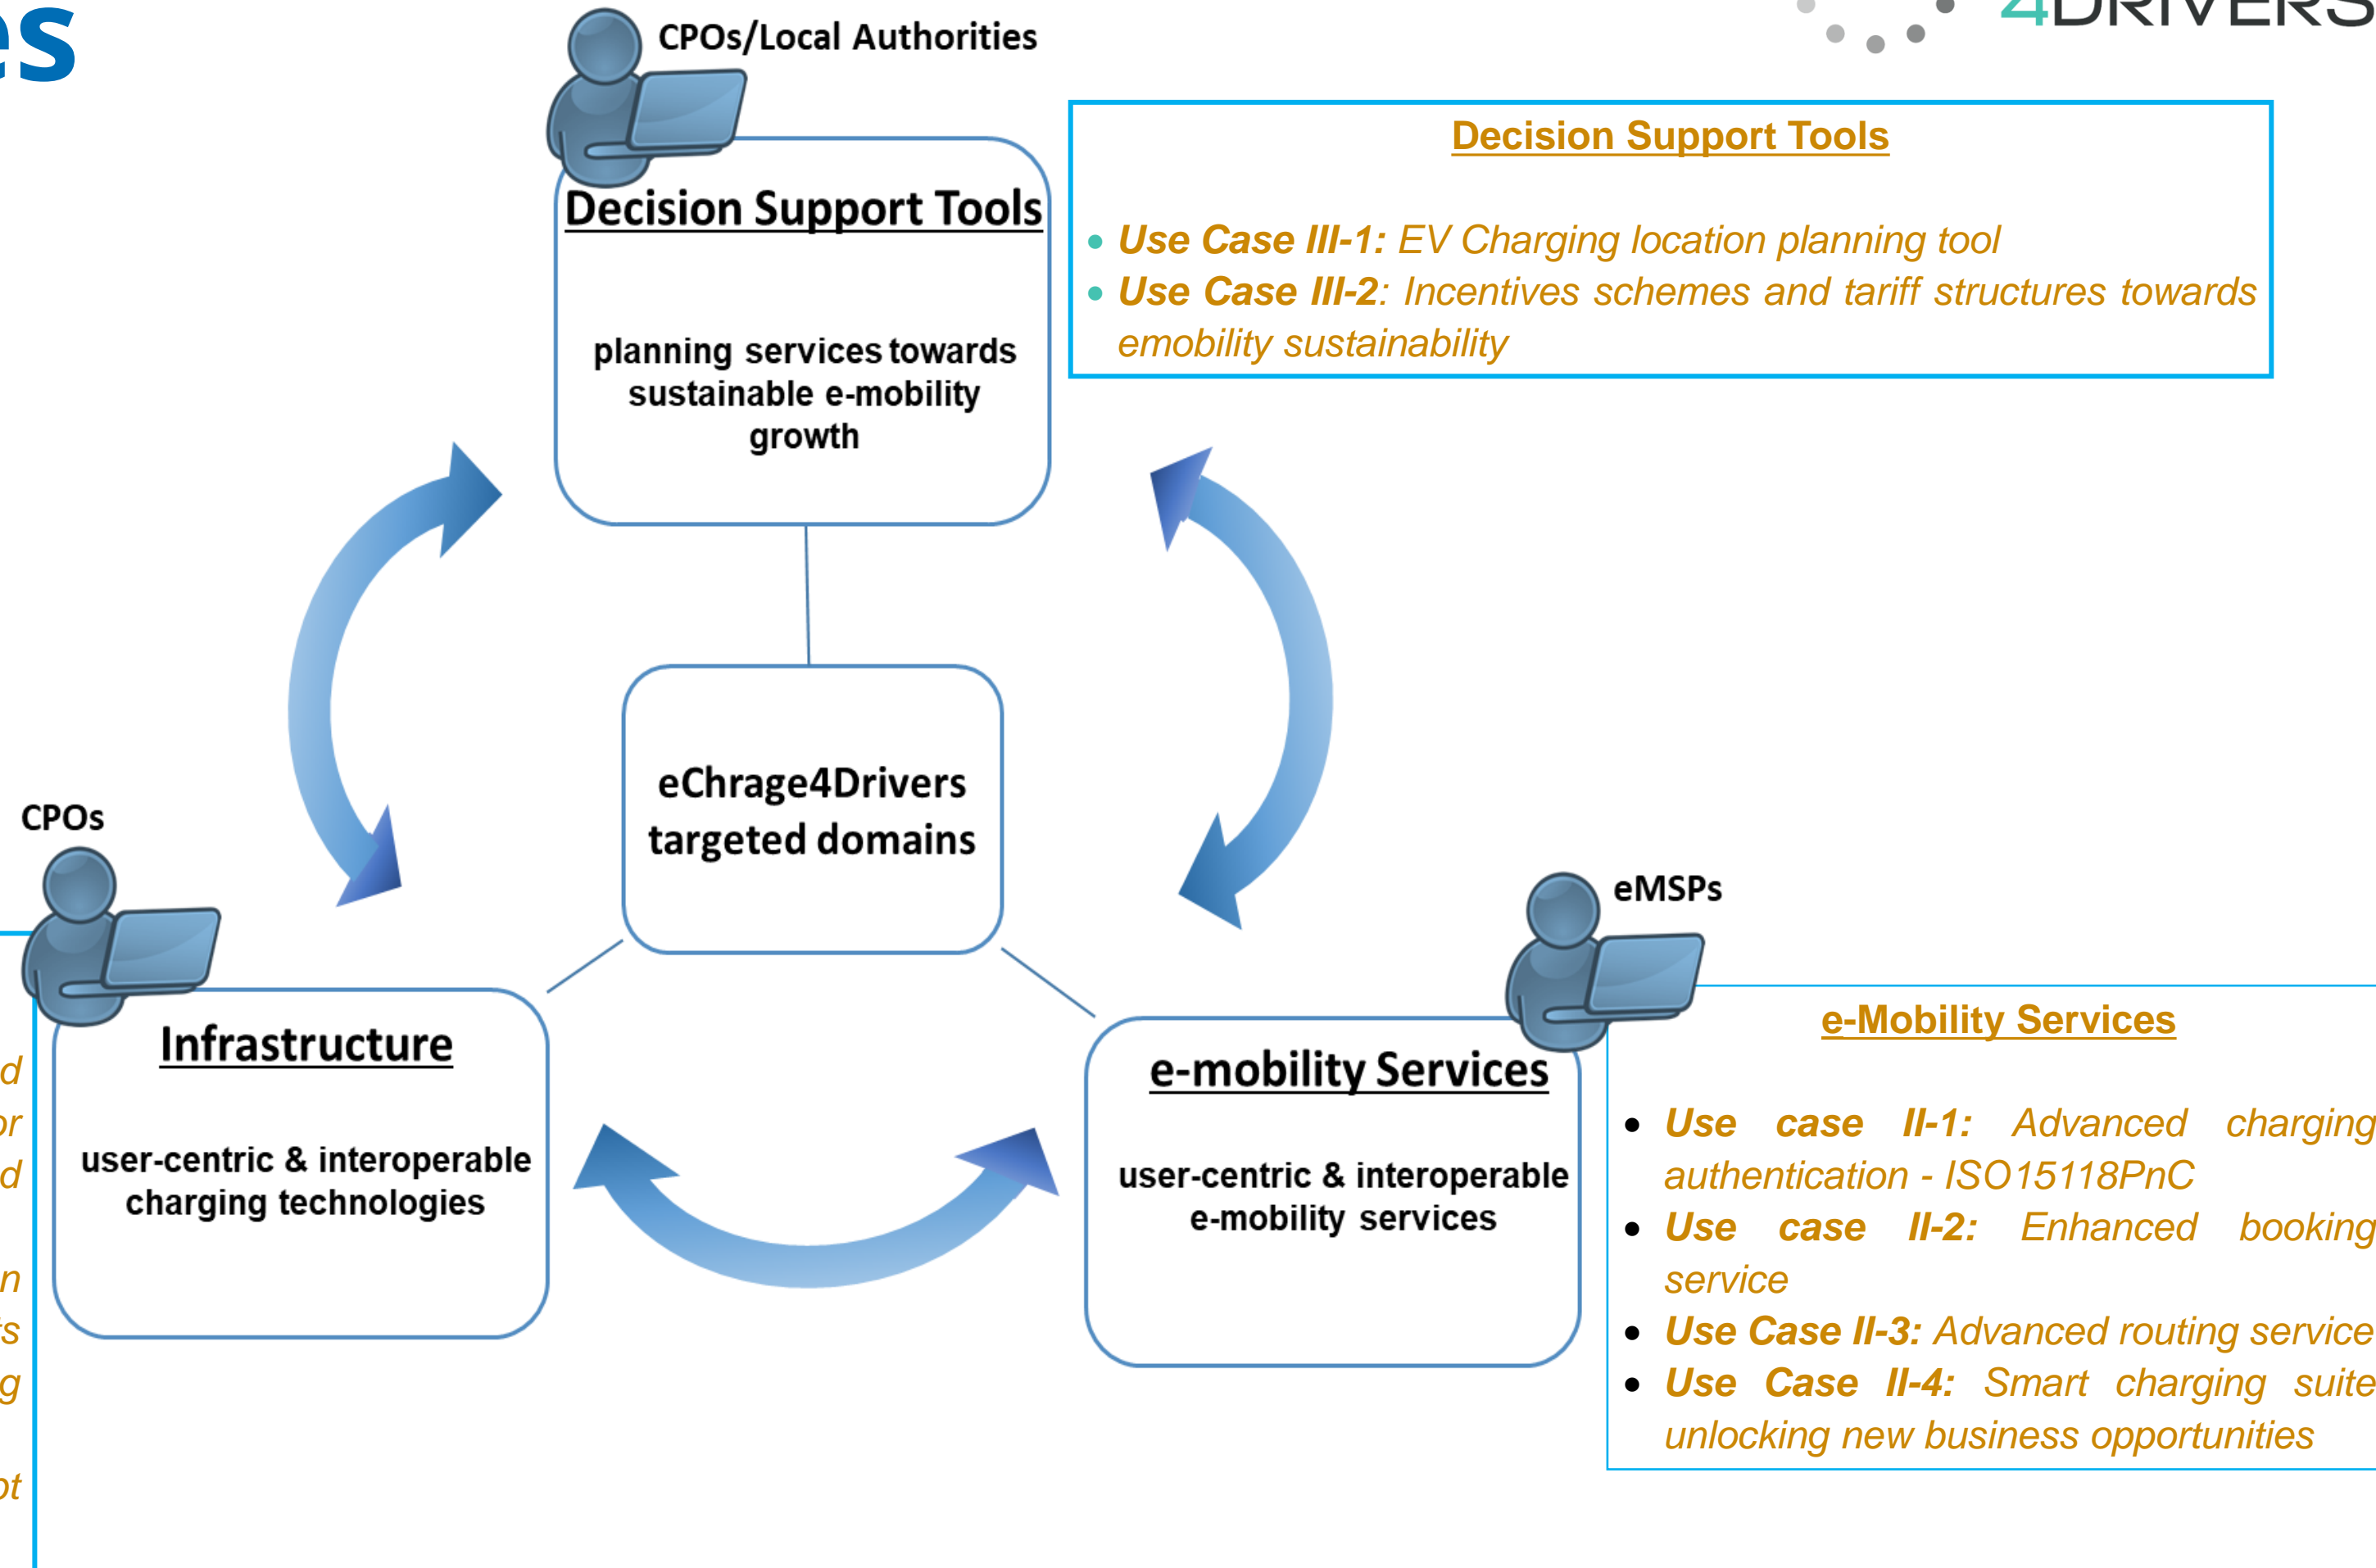 es
4DRIVERS
CPOs/Local Authorities
Decision Support Tools
planning services towards
sustainable e-mobility
growth
Decision Support Tools
Use Case III-1: EV Charging location planning tool
Use Case III-2: Incentives schemes and tariff structures towards
emobility sustainability
eChrage4Drivers
targeted domains
CPOs
Infrastructure
user-centric & interoperable
charging technologies
eMSPs
e-mobility Services
user-centric & interoperable
e-mobility services
e-Mobility Services
Use case II-1: Advanced charging
authentication - ISO15118PnC
Use case II-2: Enhanced booking
service
Use Case II-3: Advanced routing service
Use Case II-4: Smart charging suite
unlocking new business opportunities